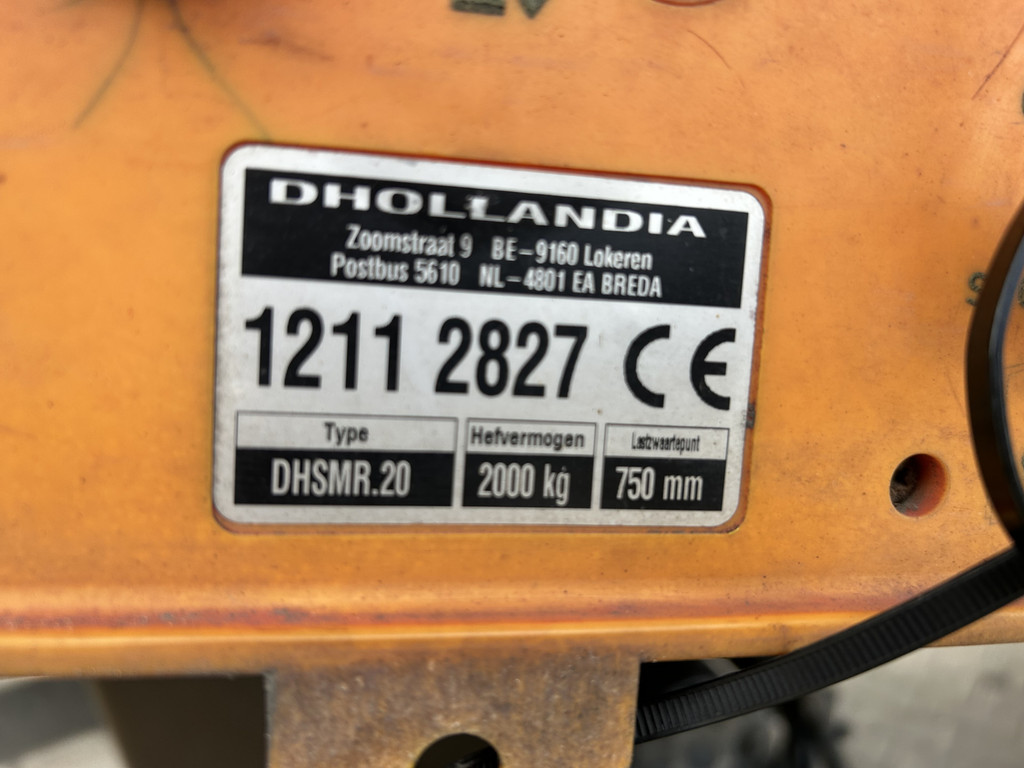 DHOLLANDIA
Zoomstraat 9 BE-9160 Lokeren
Postbus 5610 NL-4801 EA BREDA
1211 2827 CE
Type Hefvermogen Lastzwaartepunt
DHSMR.20 2000 kg 750 mm